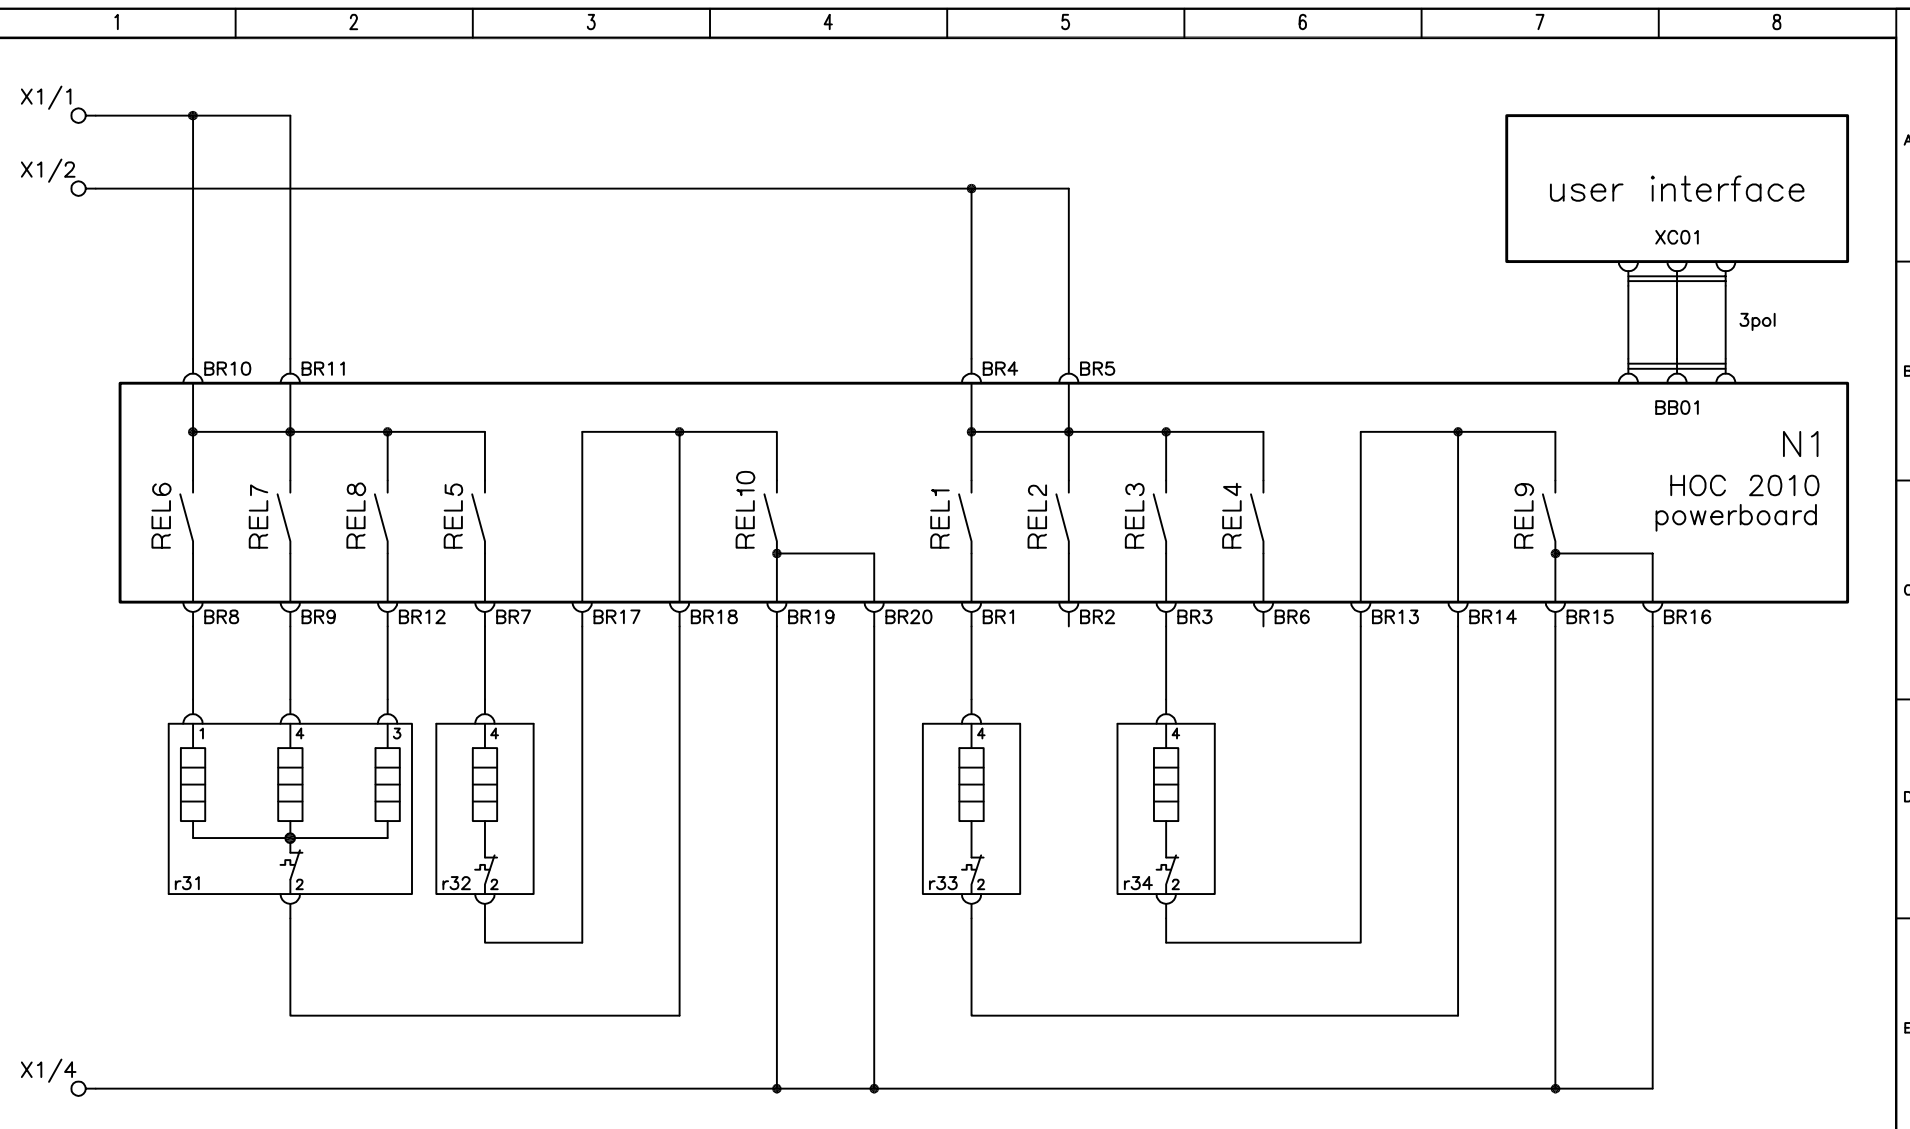 1 2 3 4 5 6 7 8
X1/1
A
X1/2
user interface
XC01
3pol
BR10 BR11 BR4 BR5
BB01
N1
HOC 2010
powerboard
REL6 REL7 REL8 REL5 REL10 REL1 REL2 REL3 REL4 REL9
BR8 BR9 BR12 BR7 BR17 BR18 BR19 BR20 BR1 BR2 BR3 BR6 BR13 BR14 BR15 BR16
1 4 3 4 4 4
r31 2 r32 2 r33 2 r34 2
X1/4